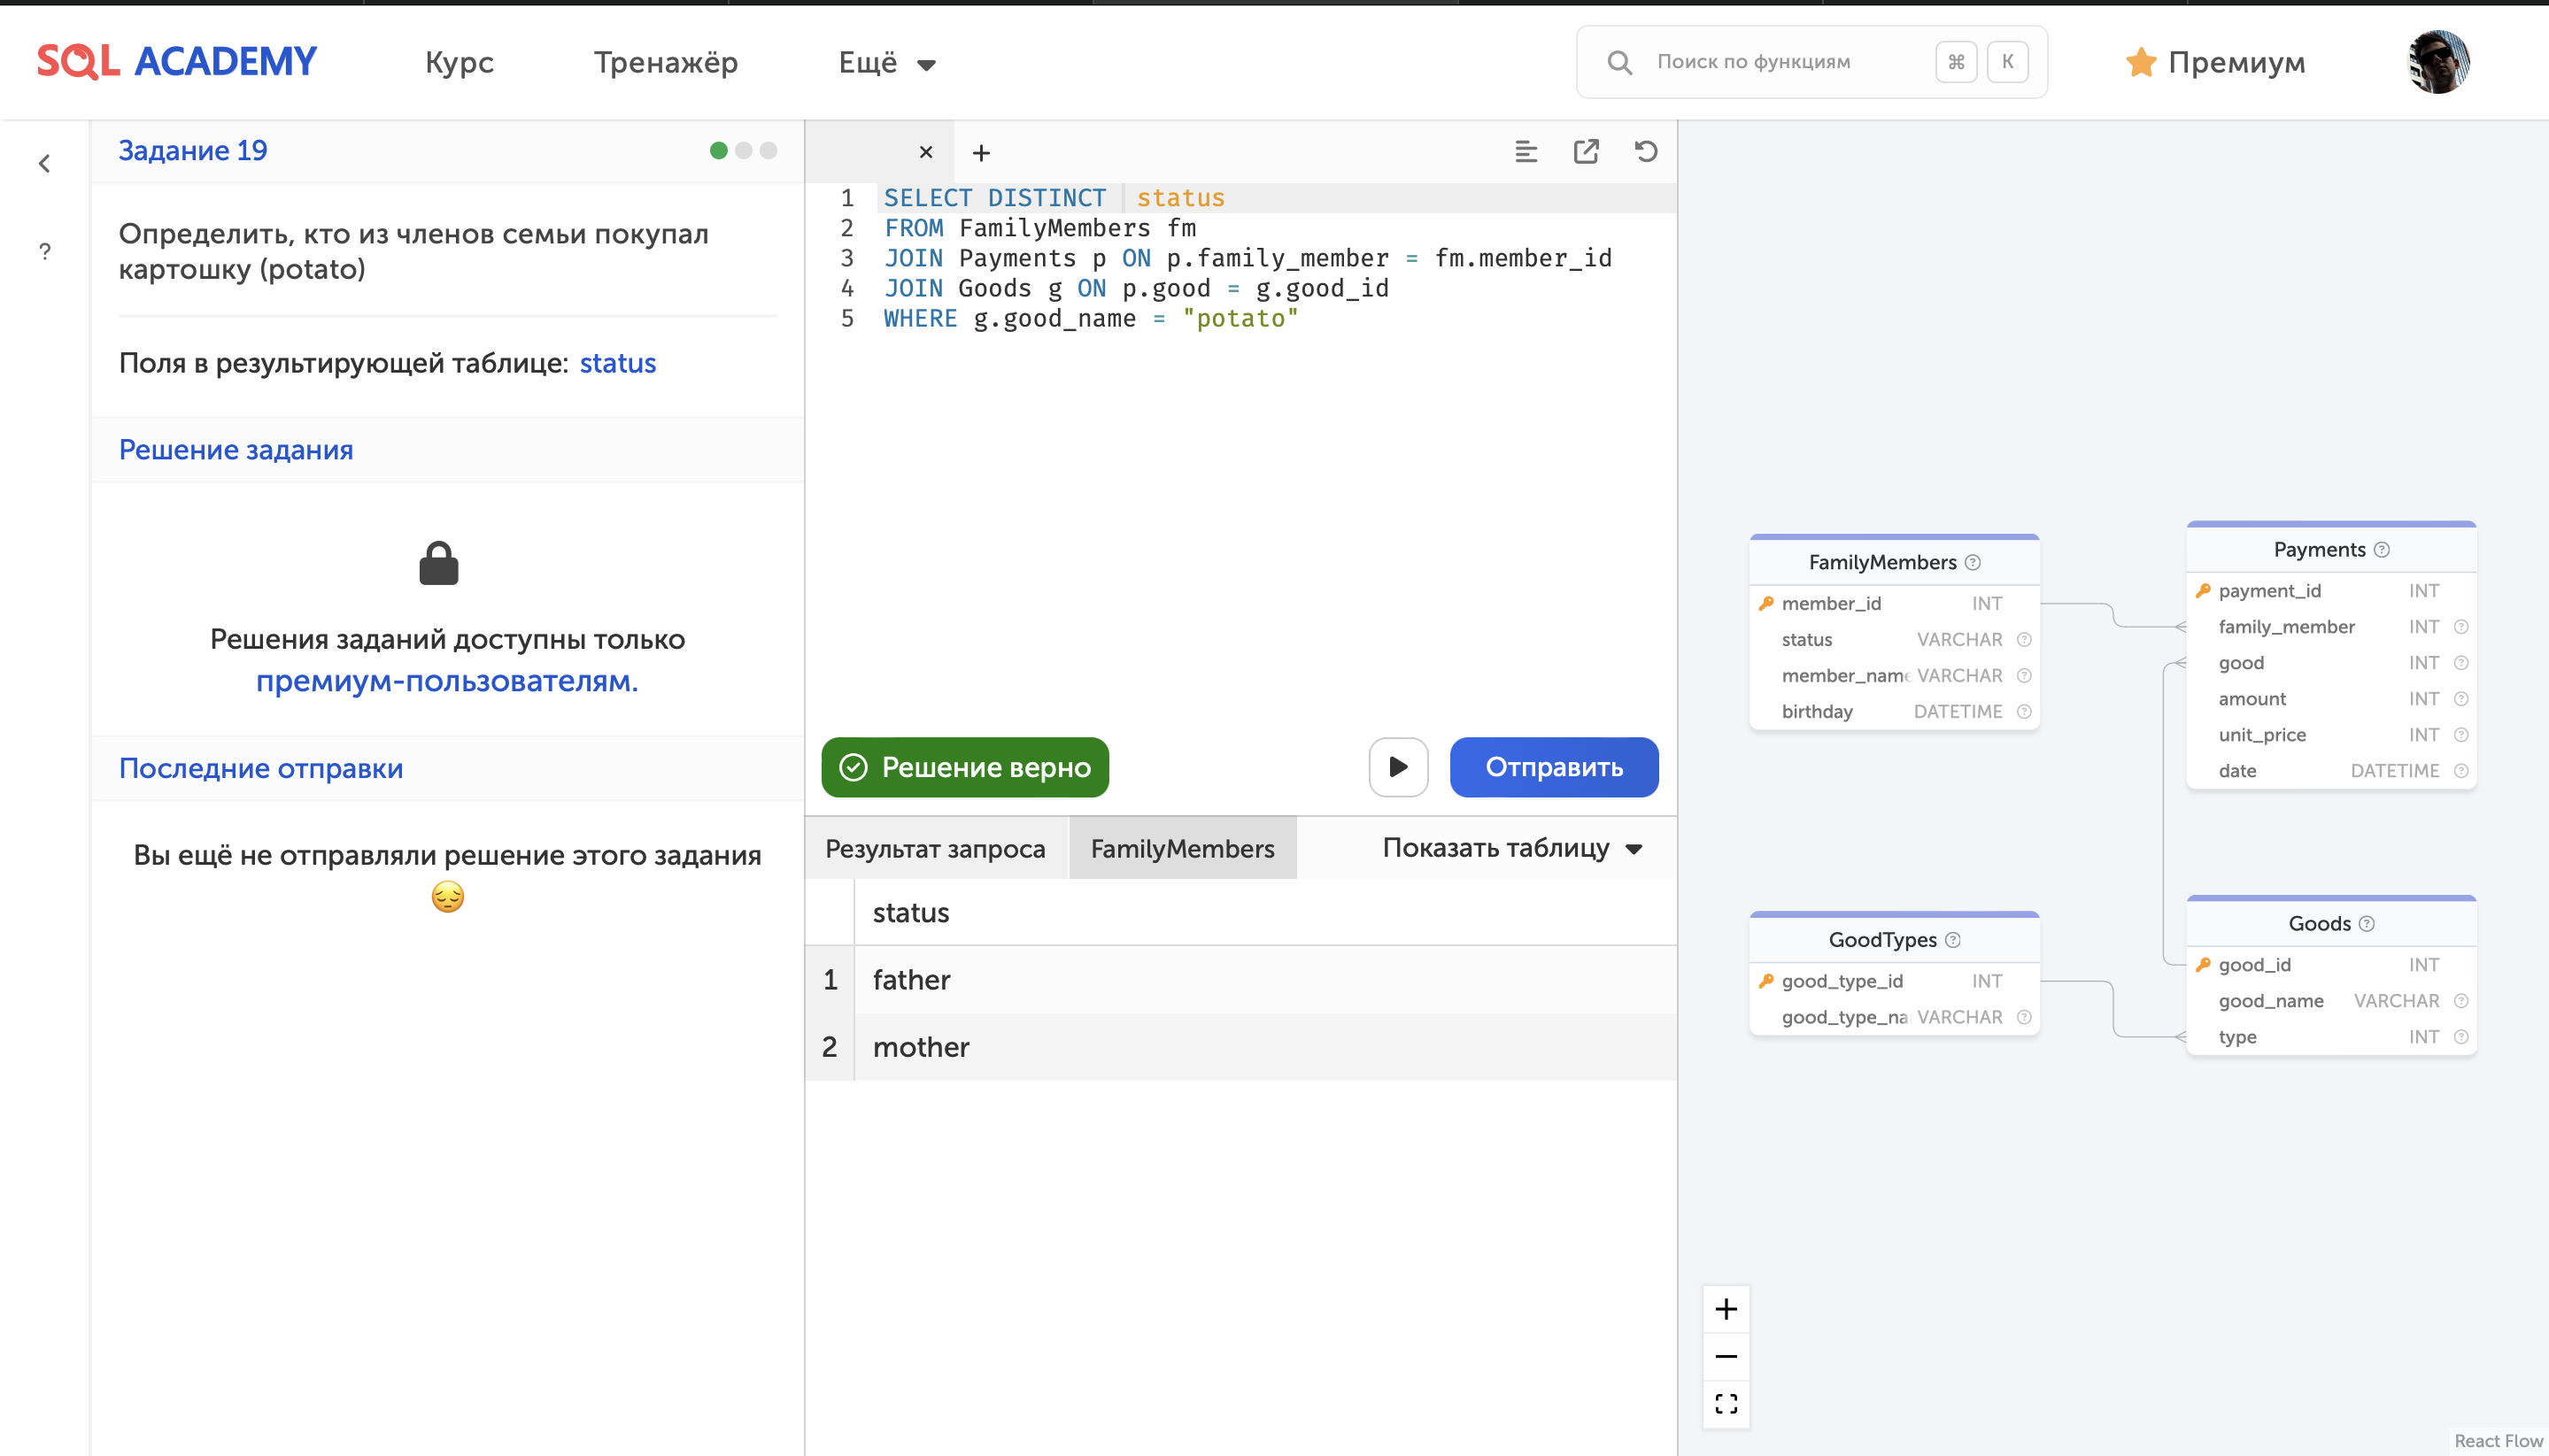 SQL ACADEMY
Курс
Тренажёр
Ещё
Поиск по функциям
⌘
K
Премиум
Задание 19
?
Определить, кто из членов семьи покупал
картошку (potato)
Поля в результирующей таблице: status
Решение задания
Решения заданий доступны только
премиум-пользователям.
Последние отправки
Вы ещё не отправляли решение этого задания
😔
1 SELECT DISTINCT  status
2 FROM FamilyMembers fm
3 JOIN Payments p ON p.family_member = fm.member_id
4 JOIN Goods g ON p.good = g.good_id
5 WHERE g.good_name = "potato"
Решение верно
Отправить
Результат запроса
FamilyMembers
Показать таблицу
status
1 father
2 mother
FamilyMembers ?
member_id INT
status VARCHAR ?
member_name VARCHAR ?
birthday DATETIME ?
Payments ?
payment_id INT
family_member INT ?
good INT ?
amount INT ?
unit_price INT ?
date DATETIME ?
GoodTypes ?
good_type_id INT
good_type_na VARCHAR ?
Goods ?
good_id INT
good_name VARCHAR ?
type INT ?
React Flow